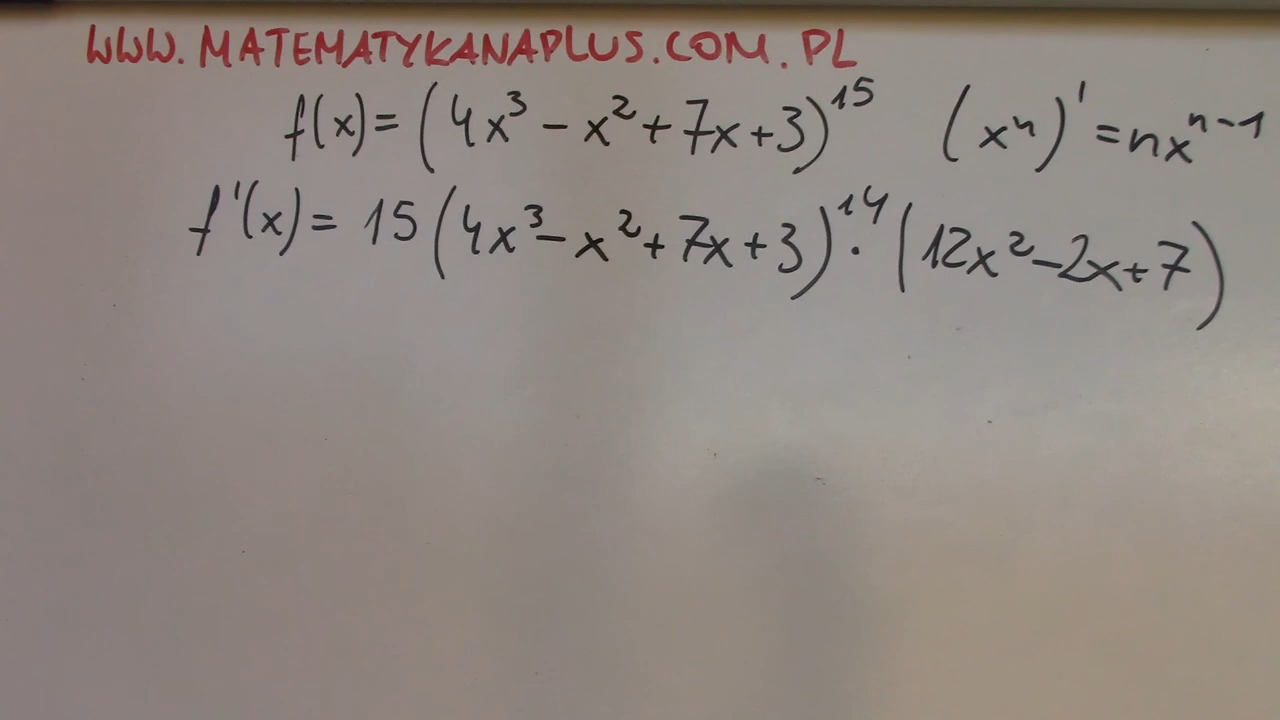 WWW.MATEMATYKANAPLUS.COM.PL
f(x)=(4x³-x²+7x+3)¹⁵ (xⁿ)'=nxⁿ⁻¹
f'(x)=15(4x³-x²+7x+3)¹⁴·(12x²-2x+7)